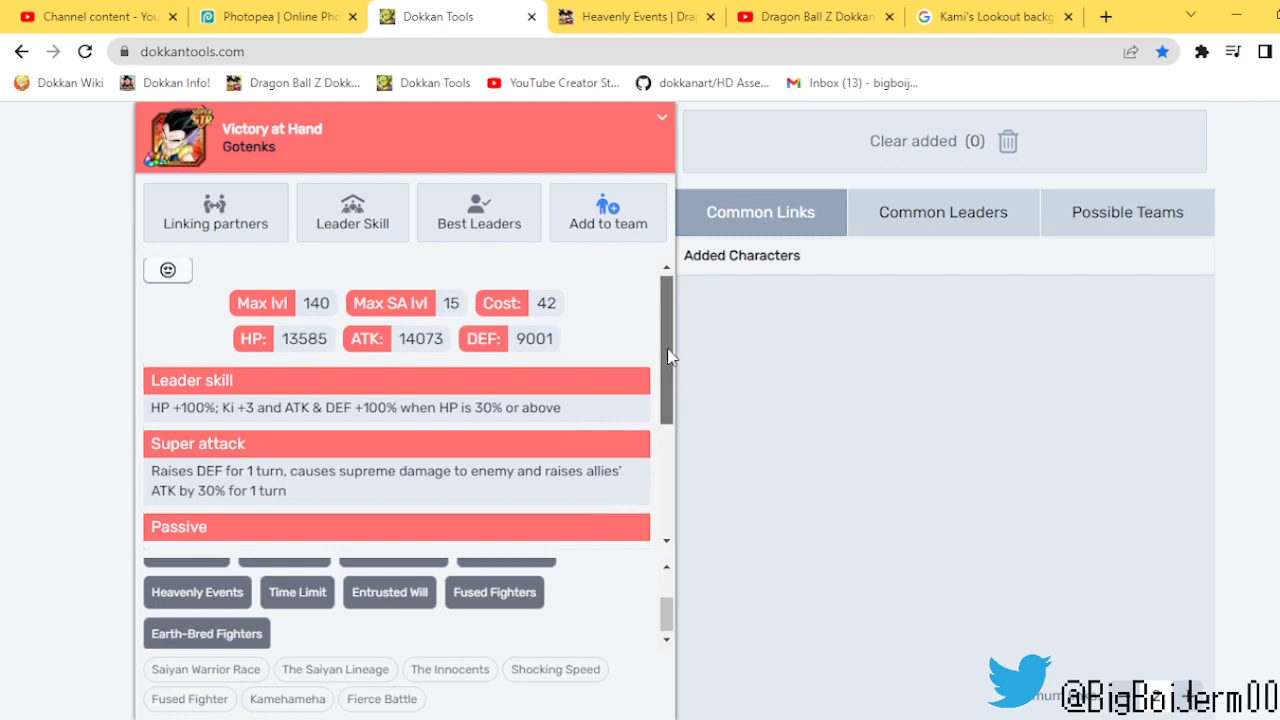 Channel content - You
Photopea | Online Pho
Dokkan Tools
Heavenly Events | Dra
Dragon Ball Z Dokkan
Kami's Lookout backg
dokkantools.com
Dokkan Wiki
Dokkan Info!
Dragon Ball Z Dokk...
Dokkan Tools
YouTube Creator St...
dokkanart/HD Asse...
Inbox (13) - bigboij...
Victory at Hand
Gotenks
Clear added (0)
Linking partners
Leader Skill
Best Leaders
Add to team
Common Links
Common Leaders
Possible Teams
Added Characters
Max lvl 140 Max SA lvl 15 Cost: 42
HP: 13585 ATK: 14073 DEF: 9001
Leader skill
HP +100%; Ki +3 and ATK & DEF +100% when HP is 30% or above
Super attack
Raises DEF for 1 turn, causes supreme damage to enemy and raises allies'
ATK by 30% for 1 turn
Passive
Heavenly Events Time Limit Entrusted Will Fused Fighters
Earth-Bred Fighters
Saiyan Warrior Race The Saiyan Lineage The Innocents Shocking Speed
Fused Fighter Kamehameha Fierce Battle
@BigBoiJerm00